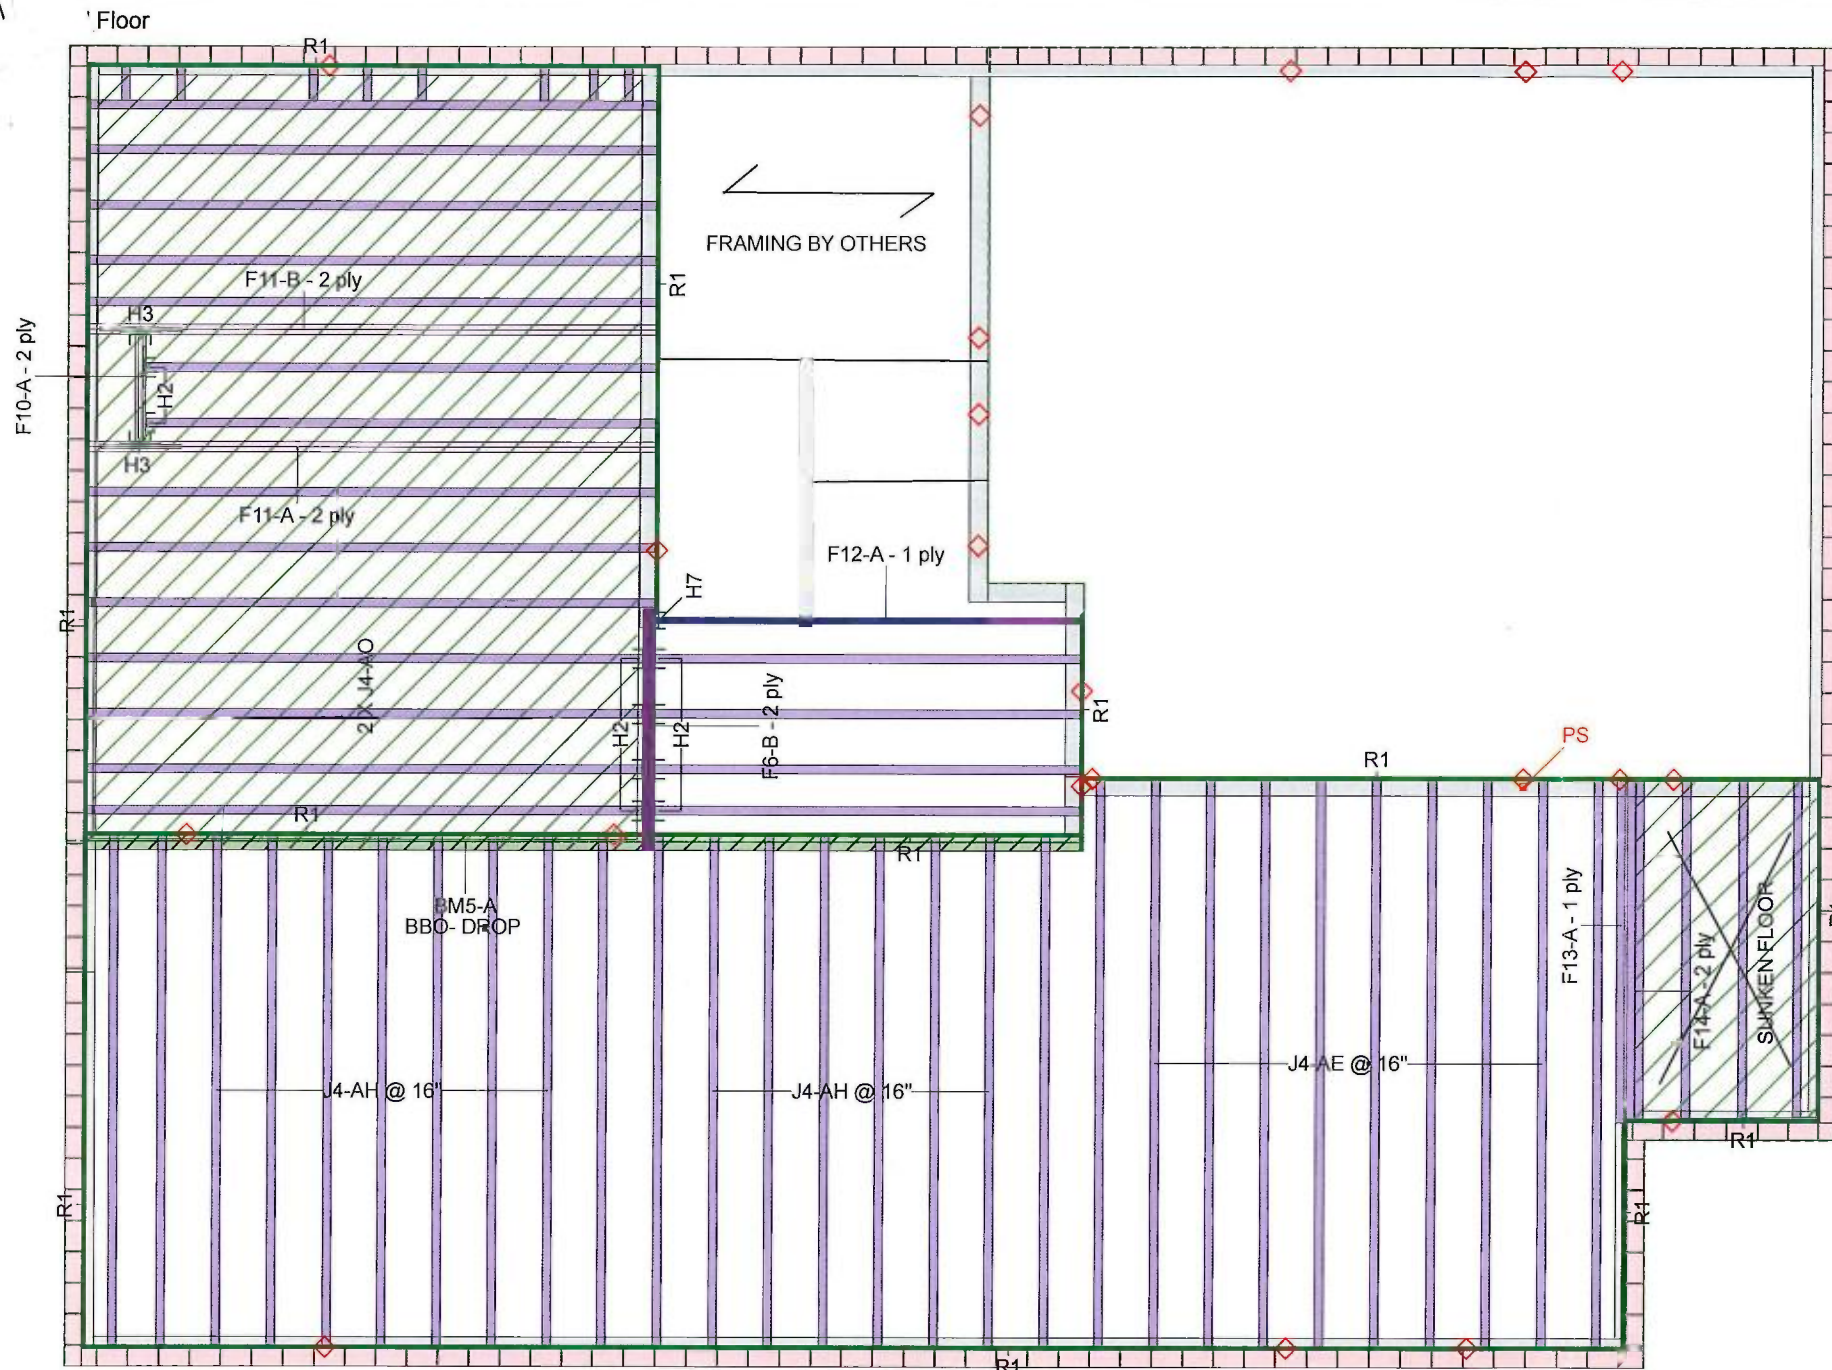 Floor
R1
FRAMING BY OTHERS
R1
F11-B - 2 ply
H3
F10-A - 2 ply
H2
H3
F11-A - 2 ply
F12-A - 1 ply
H7
R1
2 X J4-AO
H2
H2
F6-B - 2 ply
R1
PS
R1
R1
R1
BM5-A
BBO- DROP
F13-A - 1 ply
F14-A - 2 ply
SUNKEN FLOOR
J4-AH @ 16"
J4-AH @ 16"
J4-AE @ 16"
R1
R1
R1
R1